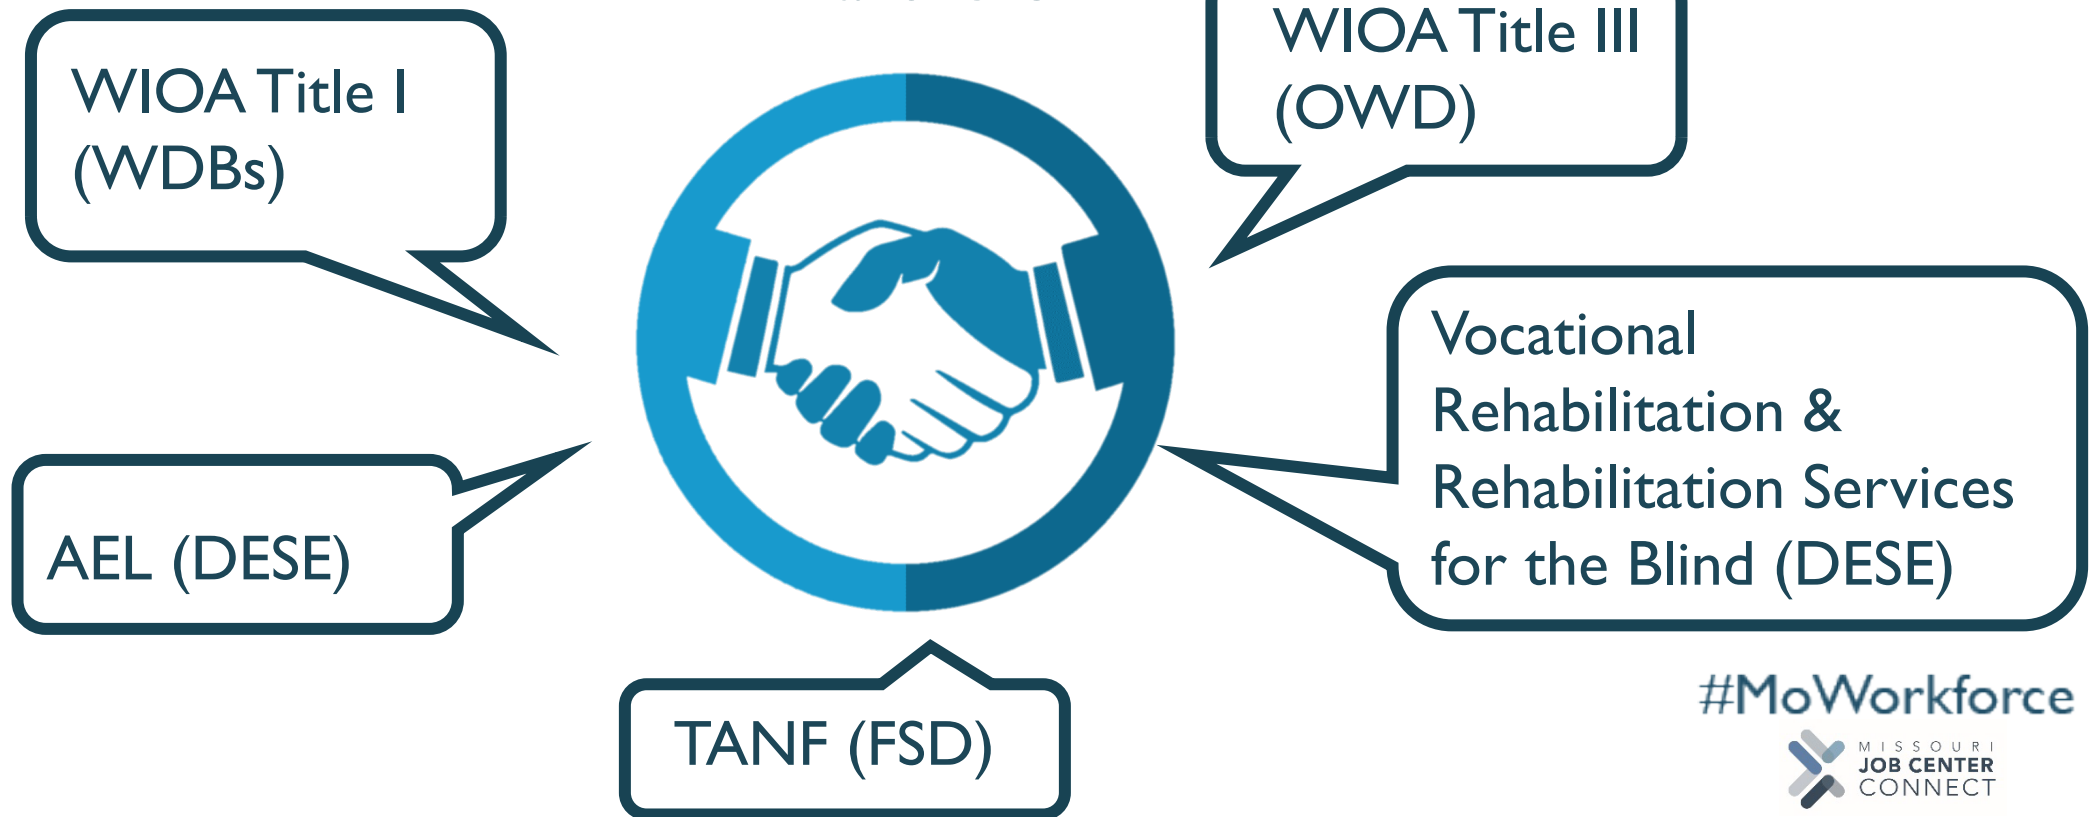 WIOA Title I
(WDBs)
WIOA Title III
(OWD)
Vocational
Rehabilitation &
Rehabilitation Services
for the Blind (DESE)
AEL (DESE)
TANF (FSD)
#MoWorkforce
MISSOURI
JOB CENTER
CONNECT